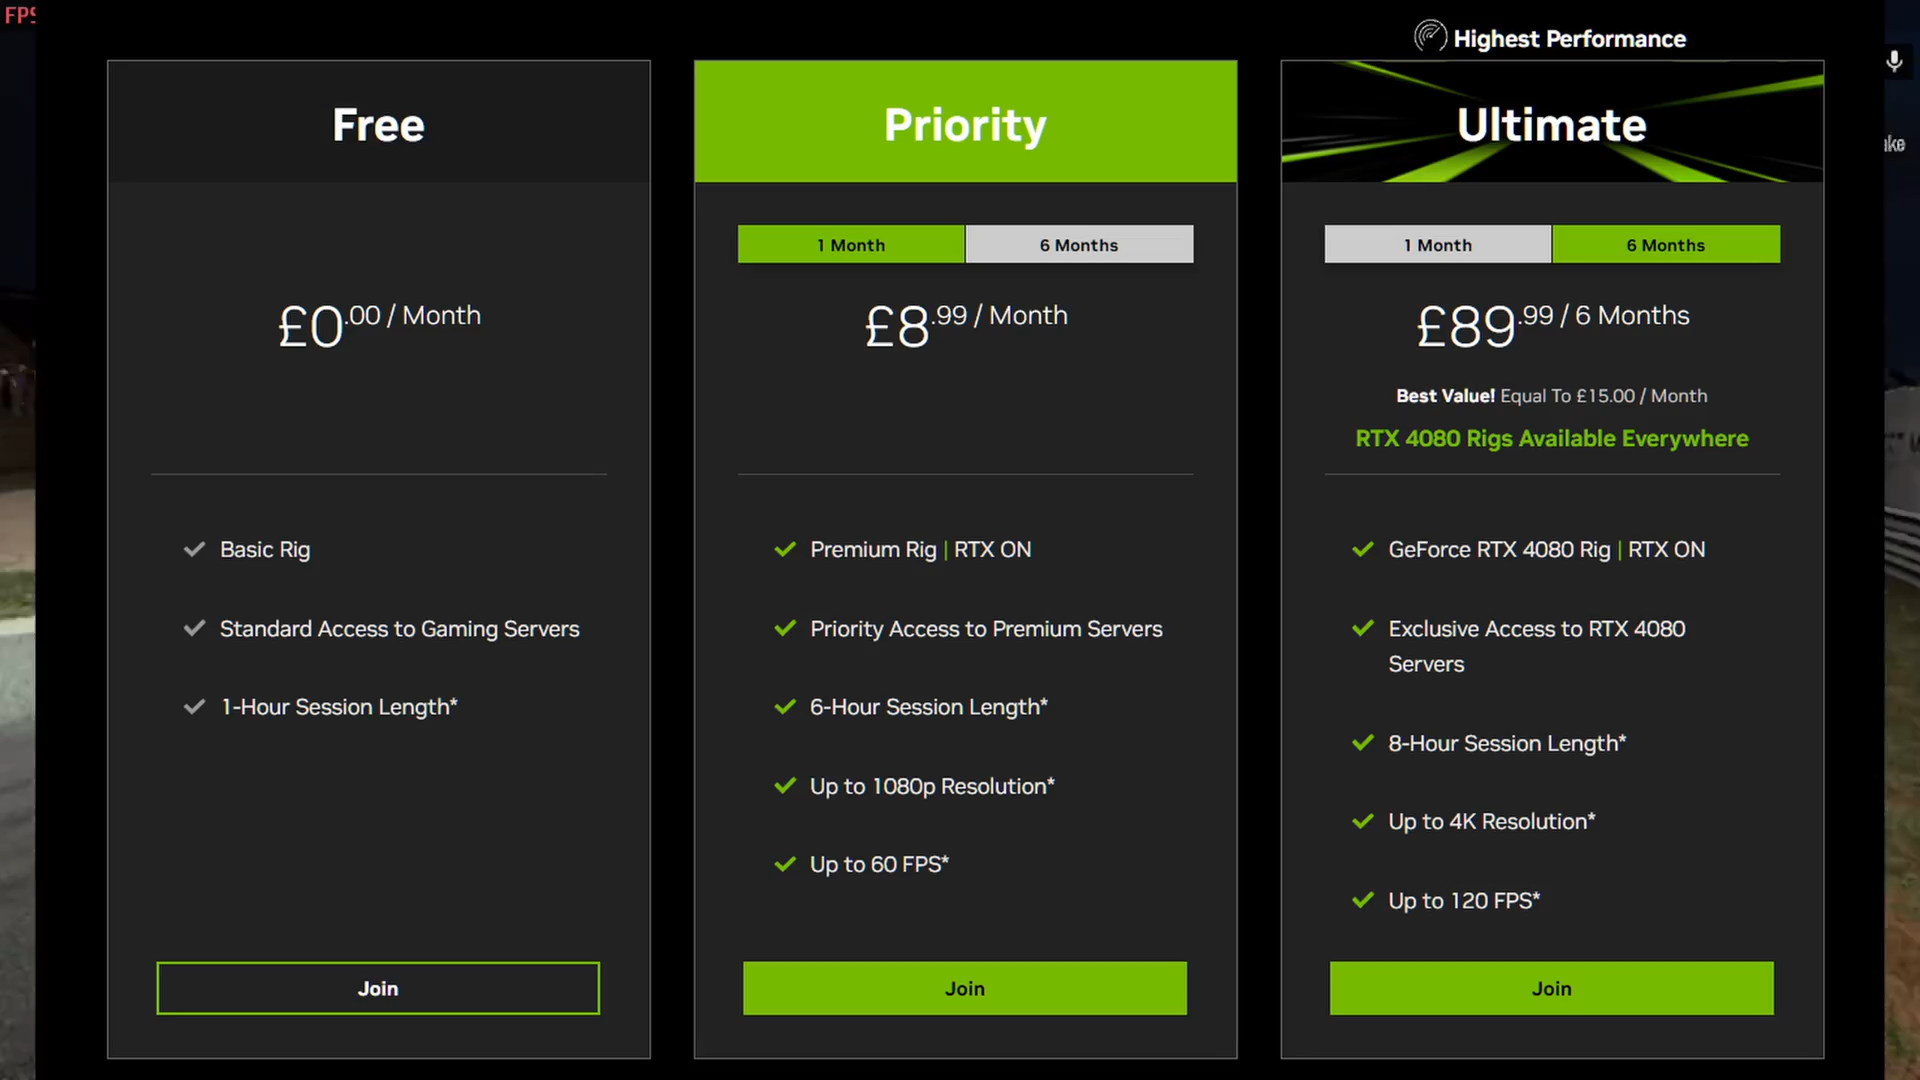 FPS
Highest Performance
Free
£0.00 / Month
Basic Rig
Standard Access to Gaming Servers
1-Hour Session Length*
Join
Priority
1 Month
6 Months
£8.99 / Month
Premium Rig | RTX ON
Priority Access to Premium Servers
6-Hour Session Length*
Up to 1080p Resolution*
Up to 60 FPS*
Join
Ultimate
1 Month
6 Months
£89.99 / 6 Months
Best Value! Equal To £15.00 / Month
RTX 4080 Rigs Available Everywhere
GeForce RTX 4080 Rig | RTX ON
Exclusive Access to RTX 4080
Servers
8-Hour Session Length*
Up to 4K Resolution*
Up to 120 FPS*
Join